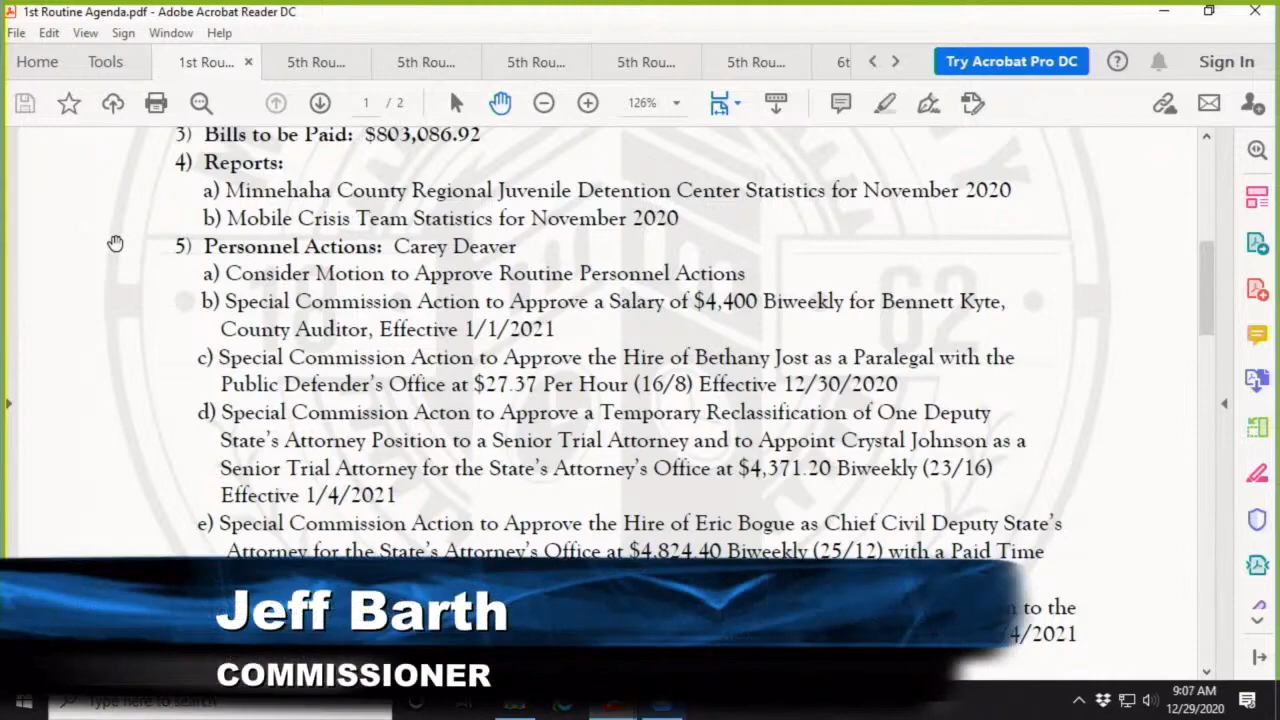 1st Routine Agenda.pdf - Adobe Acrobat Reader DC
File Edit View Sign Window Help
Home Tools 1st Rou... × 5th Rou... 5th Rou... 5th Rou... 5th Rou... 5th Rou... 6t Try Acrobat Pro DC Sign In
1 / 2 126%
3) Bills to be Paid: $803,086.92
4) Reports:
a) Minnehaha County Regional Juvenile Detention Center Statistics for November 2020
b) Mobile Crisis Team Statistics for November 2020
5) Personnel Actions: Carey Deaver
a) Consider Motion to Approve Routine Personnel Actions
b) Special Commission Action to Approve a Salary of $4,400 Biweekly for Bennett Kyte,
County Auditor, Effective 1/1/2021
c) Special Commission Action to Approve the Hire of Bethany Jost as a Paralegal with the
Public Defender's Office at $27.37 Per Hour (16/8) Effective 12/30/2020
d) Special Commission Acton to Approve a Temporary Reclassification of One Deputy
State's Attorney Position to a Senior Trial Attorney and to Appoint Crystal Johnson as a
Senior Trial Attorney for the State's Attorney's Office at $4,371.20 Biweekly (23/16)
Effective 1/4/2021
e) Special Commission Action to Approve the Hire of Eric Bogue as Chief Civil Deputy State's
Attorney for the State's Attorney's Office at $4,824.40 Biweekly (25/12) with a Paid Time
to the
4/2021
Jeff Barth
COMMISSIONER
Type here to search
9:07 AM
12/29/2020